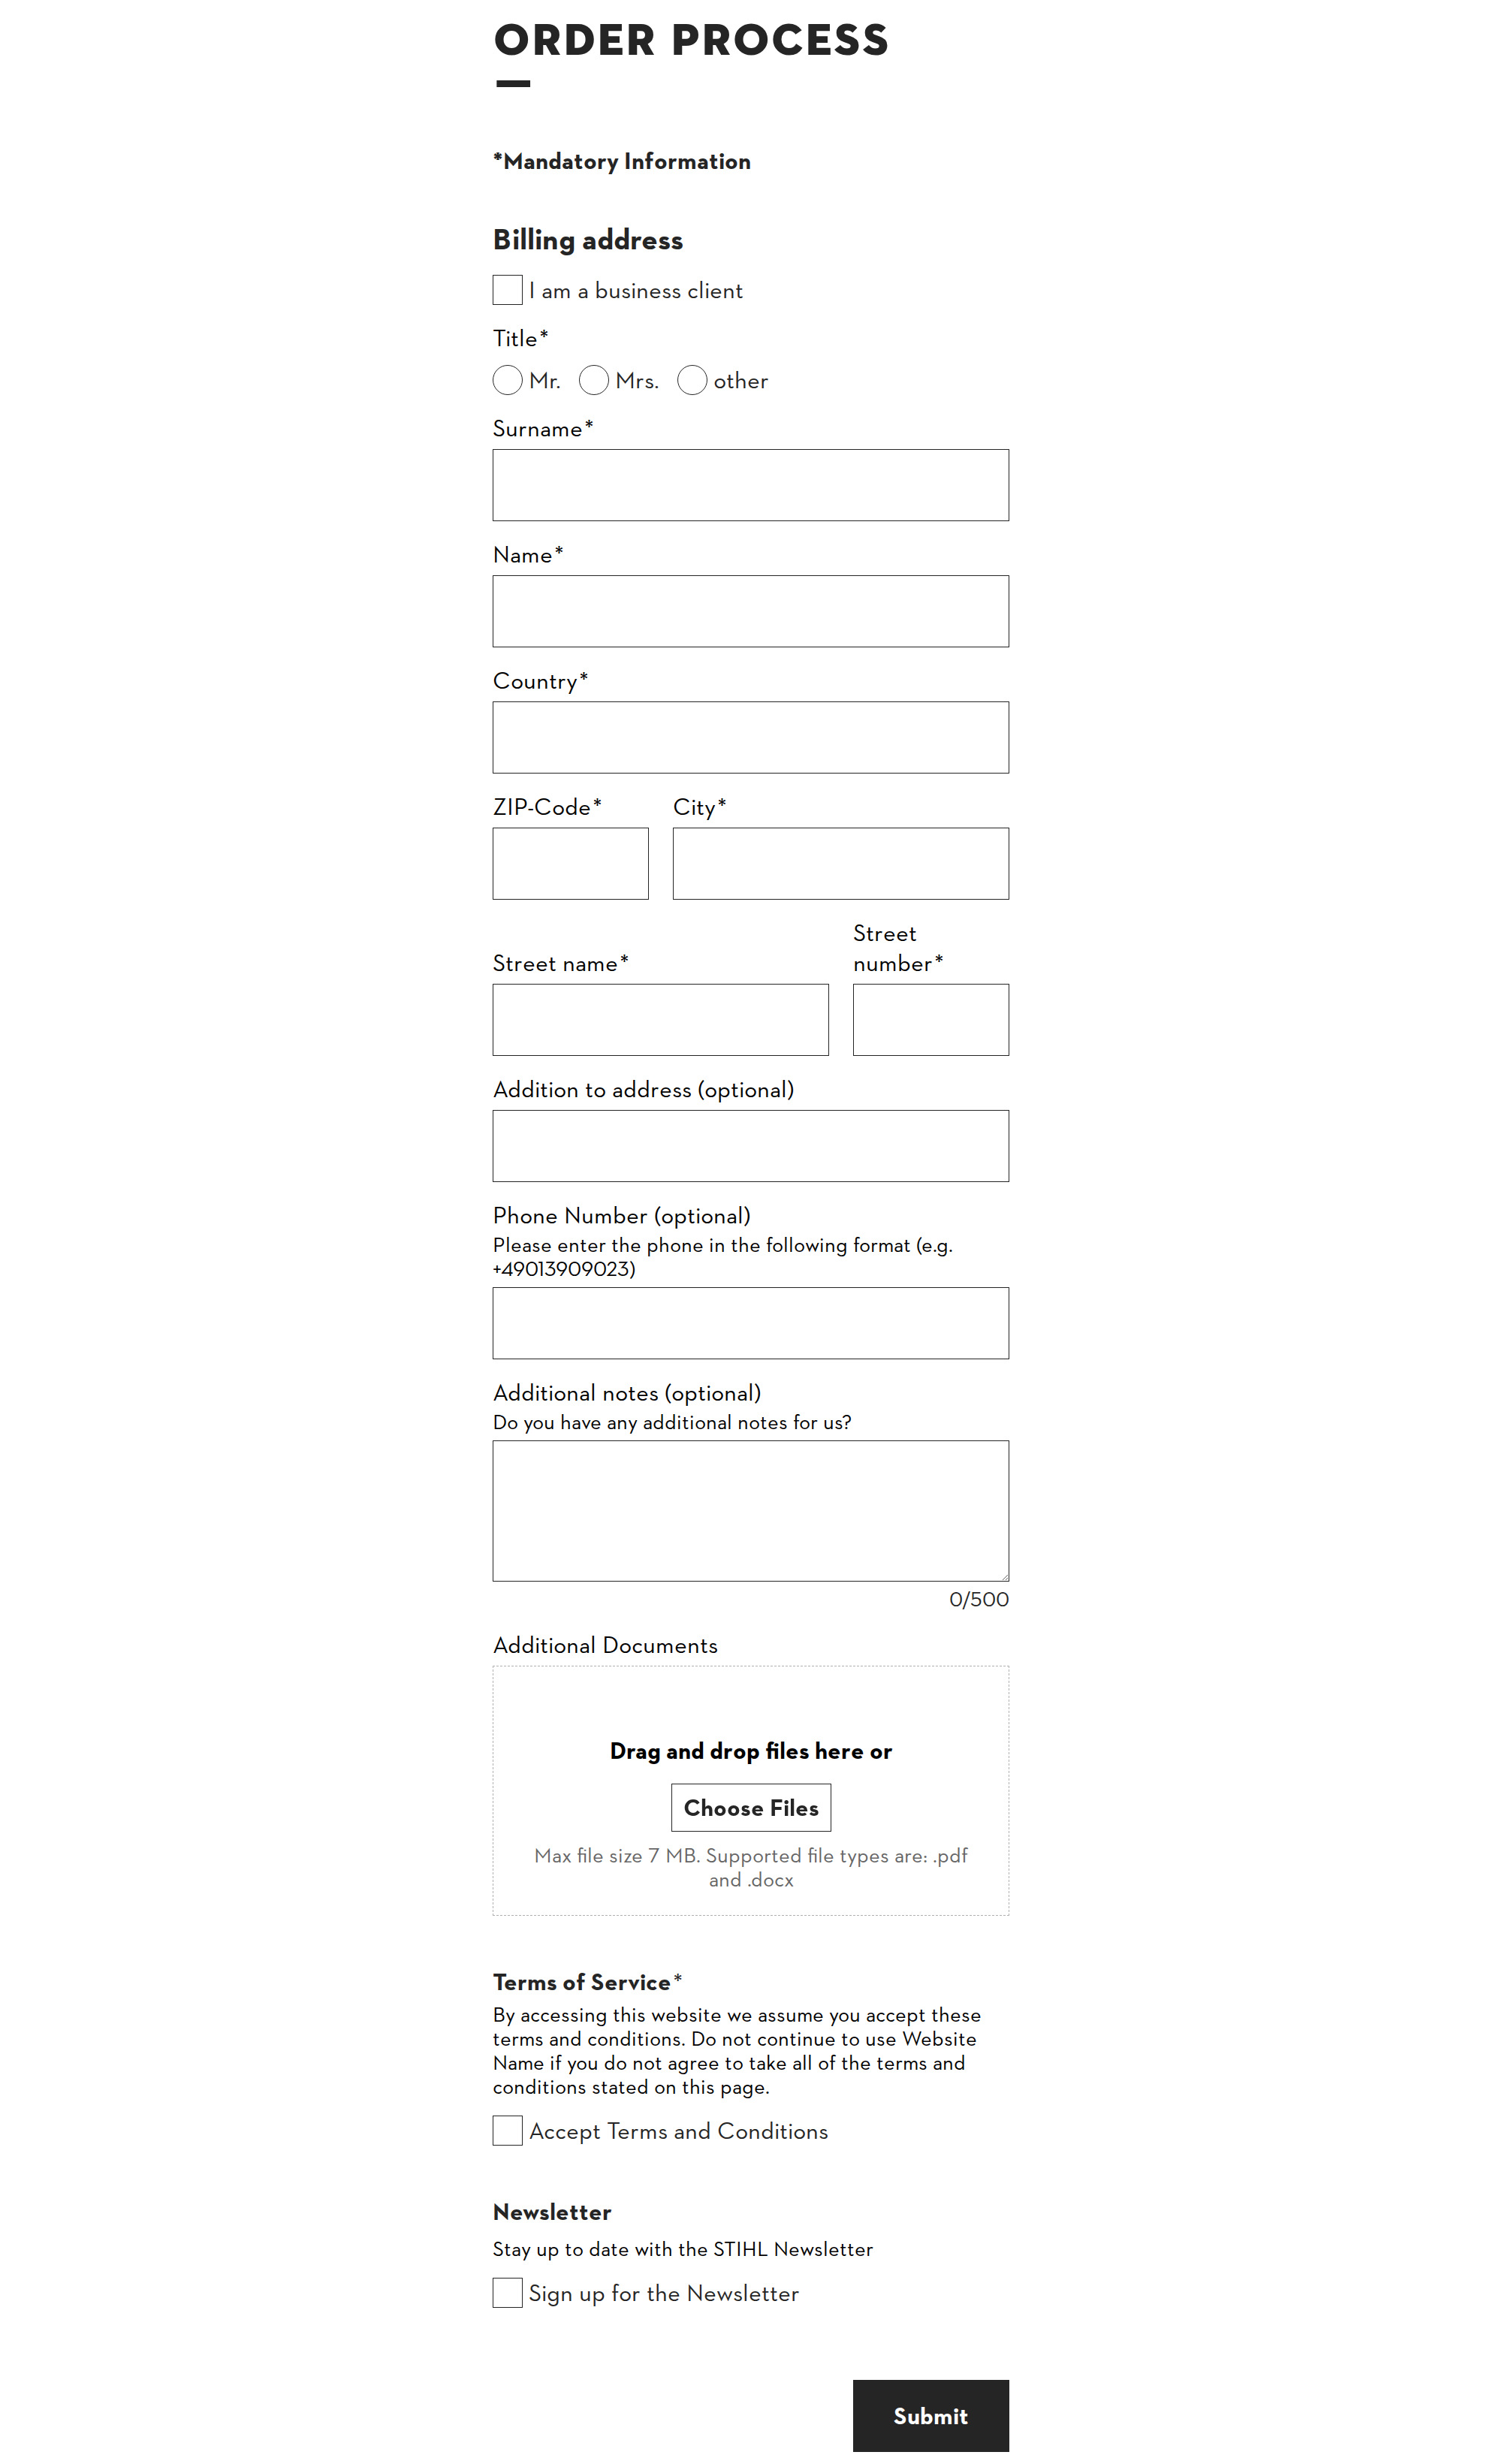 ORDER PROCESS
*Mandatory Information
Billing address
I am a business client
Title*
Mr. Mrs. other
Surname*
Name*
Country*
ZIP-Code* City*
Street name* Street
number*
Addition to address (optional)
Phone Number (optional)
Please enter the phone in the following format (e.g.
+49013909023)
Additional notes (optional)
Do you have any additional notes for us?
0/500
Additional Documents
Drag and drop files here or
Choose Files
Max file size 7 MB. Supported file types are: .pdf
and .docx
Terms of Service*
By accessing this website we assume you accept these
terms and conditions. Do not continue to use Website
Name if you do not agree to take all of the terms and
conditions stated on this page.
Accept Terms and Conditions
Newsletter
Stay up to date with the STIHL Newsletter
Sign up for the Newsletter
Submit